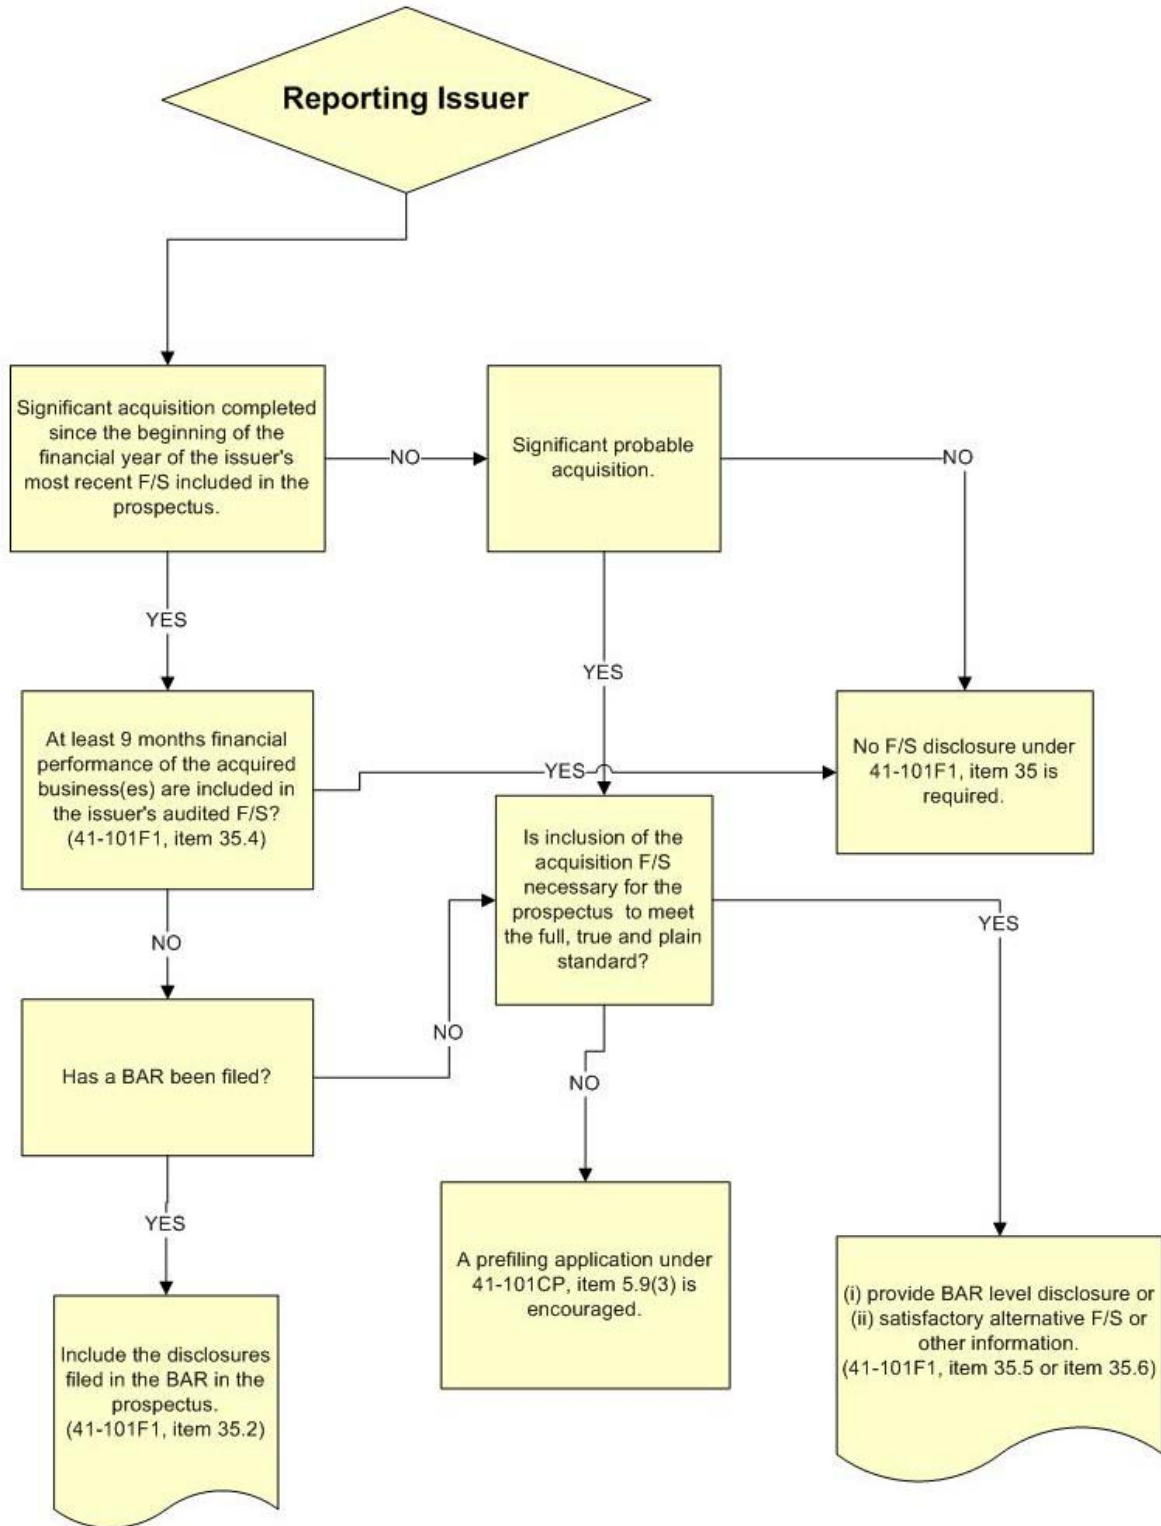 Reporting Issuer
Significant acquisition completed
since the beginning of the
financial year of the issuer's
most recent F/S included in the
prospectus.
NO
Significant probable
acquisition.
NO
YES
YES
At least 9 months financial
performance of the acquired
business(es) are included in
the issuer's audited F/S?
(41-101F1, item 35.4)
YES
No F/S disclosure under
41-101F1, item 35 is
required.
Is inclusion of the
acquisition F/S
necessary for the
prospectus to meet
the full, true and plain
standard?
YES
NO
Has a BAR been filed?
NO
NO
YES
A prefiling application under
41-101CP, item 5.9(3) is
encouraged.
(i) provide BAR level disclosure or
(ii) satisfactory alternative F/S or
other information.
(41-101F1, item 35.5 or item 35.6)
Include the disclosures
filed in the BAR in the
prospectus.
(41-101F1, item 35.2)